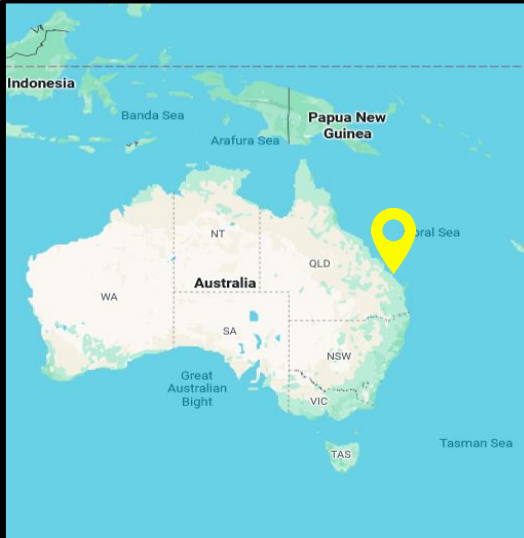 Indonesia
Banda Sea
Arafura Sea
Papua New
Guinea
oral Sea
NT
QLD
Australia
WA
SA
NSW
Great
Australian
Bight
VIC
Tasman Sea
TAS